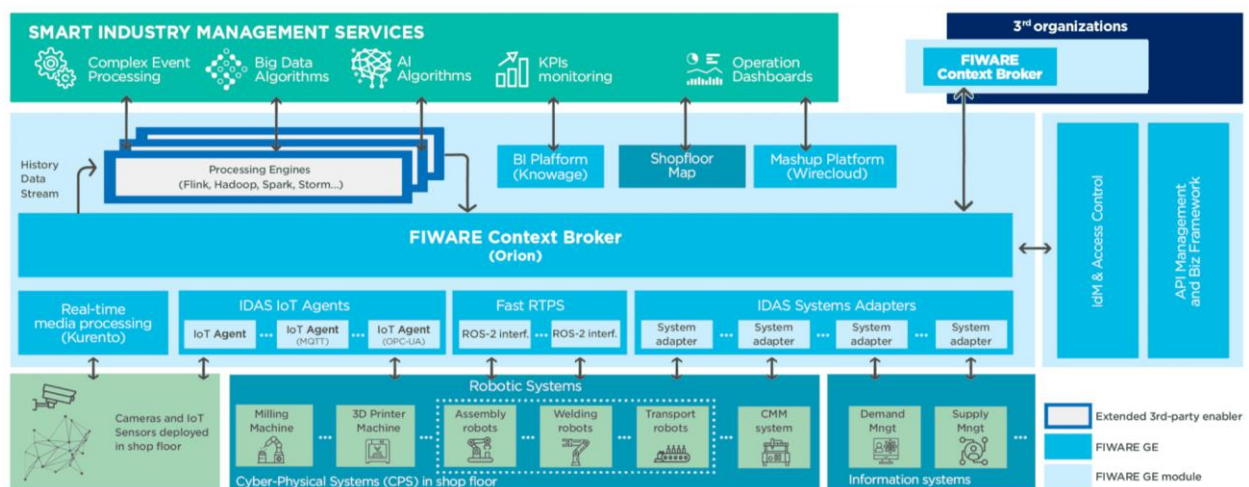 SMART INDUSTRY MANAGEMENT SERVICES
Complex Event
Processing
Big Data
Algorithms
AI
Algorithms
KPIs
monitoring
Operation
Dashboards
3rd organizations
FIWARE
Context Broker
History
Data
Stream
Processing Engines
(Flink, Hadoop, Spark, Storm...)
BI Plafform
(Knowage)
Shopfloor
Map
Mashup Platform
(Wirecloud)
FIWARE Context Broker
(Orion)
IdM & Access Control
API Management
and Biz Framework
Real-time
media processing
(Kurento)
IDAS IoT Agents
IoT Agent
...
IoT Agent
(MQTT)
...
IoT Agent
(OPC-UA)
Fast RTPS
ROS-2 interf.
...
ROS-2 interf.
IDAS Systems Adapters
System
adapter
...
System
adapter
...
System
adapter
...
System
adapter
Cameras and IoT
Sensors deployed
in shop floor
Robotic Systems
Milling
Machine
...
3D Printer
Machine
...
Assembly
robots
Welding
robots
Transport
robots
...
CMM
system
...
Cyber-Physical Systems (CPS) in shop floor
Demand
Mngt
Supply
Mngt
...
Information systems
Extended 3rd-party enabler
FIWARE GE
FIWARE GE module